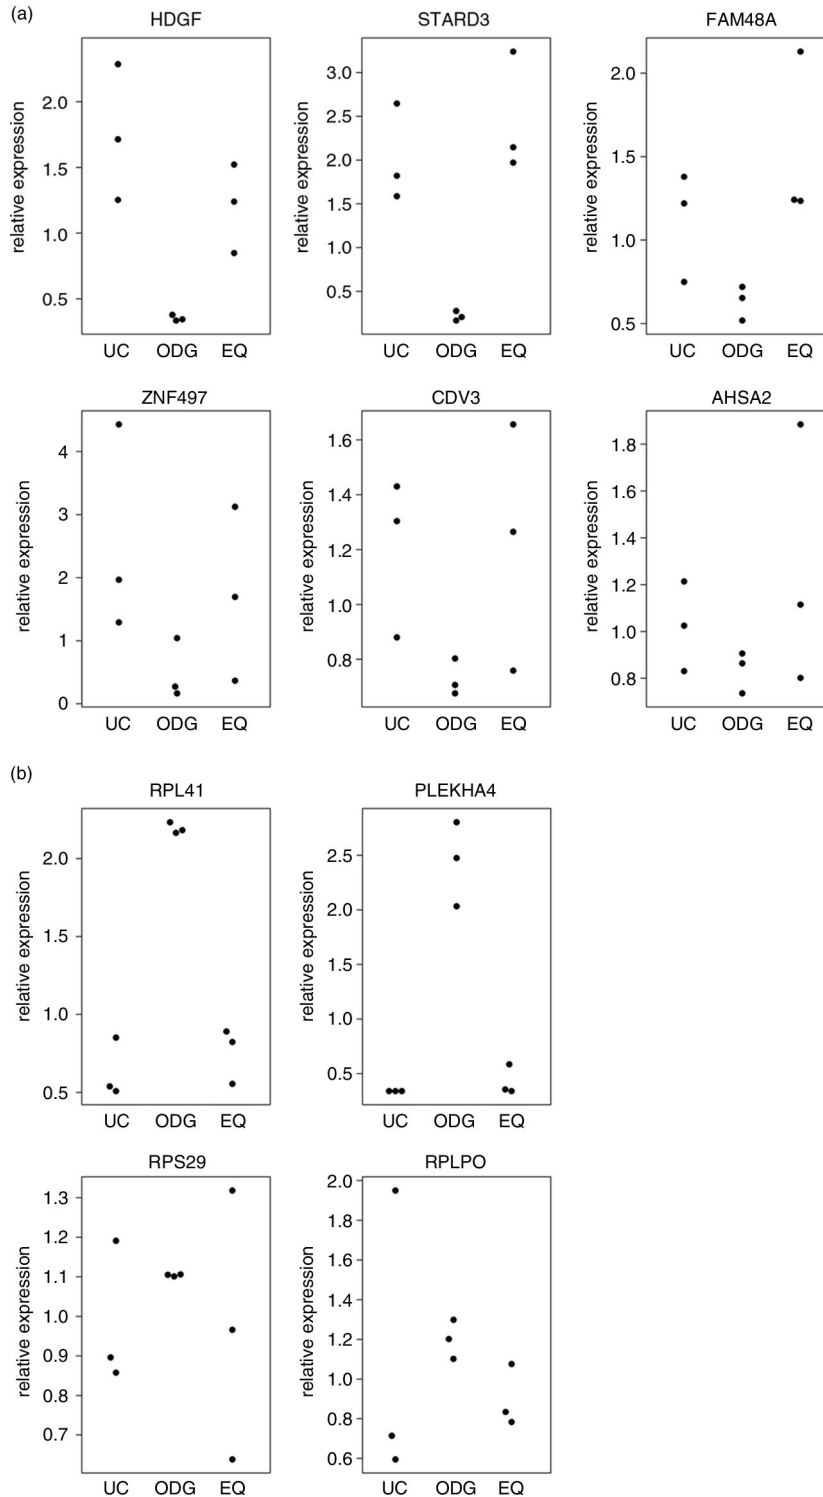 (a)
HDGF STARD3 FAM48A
relative expression
2.0
1.5
1.0
0.5
UC ODG EQ
relative expression
3.0
2.5
2.0
1.5
1.0
0.5
UC ODG EQ
relative expression
2.0
1.5
1.0
0.5
UC ODG EQ
ZNF497 CDV3 AHSA2
relative expression
4
3
2
1
0
UC ODG EQ
relative expression
1.6
1.4
1.2
1.0
0.8
UC ODG EQ
relative expression
1.8
1.6
1.4
1.2
1.0
0.8
UC ODG EQ
(b)
RPL41 PLEKHA4
relative expression
2.0
1.5
1.0
0.5
UC ODG EQ
relative expression
2.5
2.0
1.5
1.0
0.5
UC ODG EQ
RPS29 RPLPO
relative expression
1.3
1.2
1.1
1.0
0.9
0.8
0.7
UC ODG EQ
relative expression
2.0
1.8
1.6
1.4
1.2
1.0
0.8
0.6
UC ODG EQ